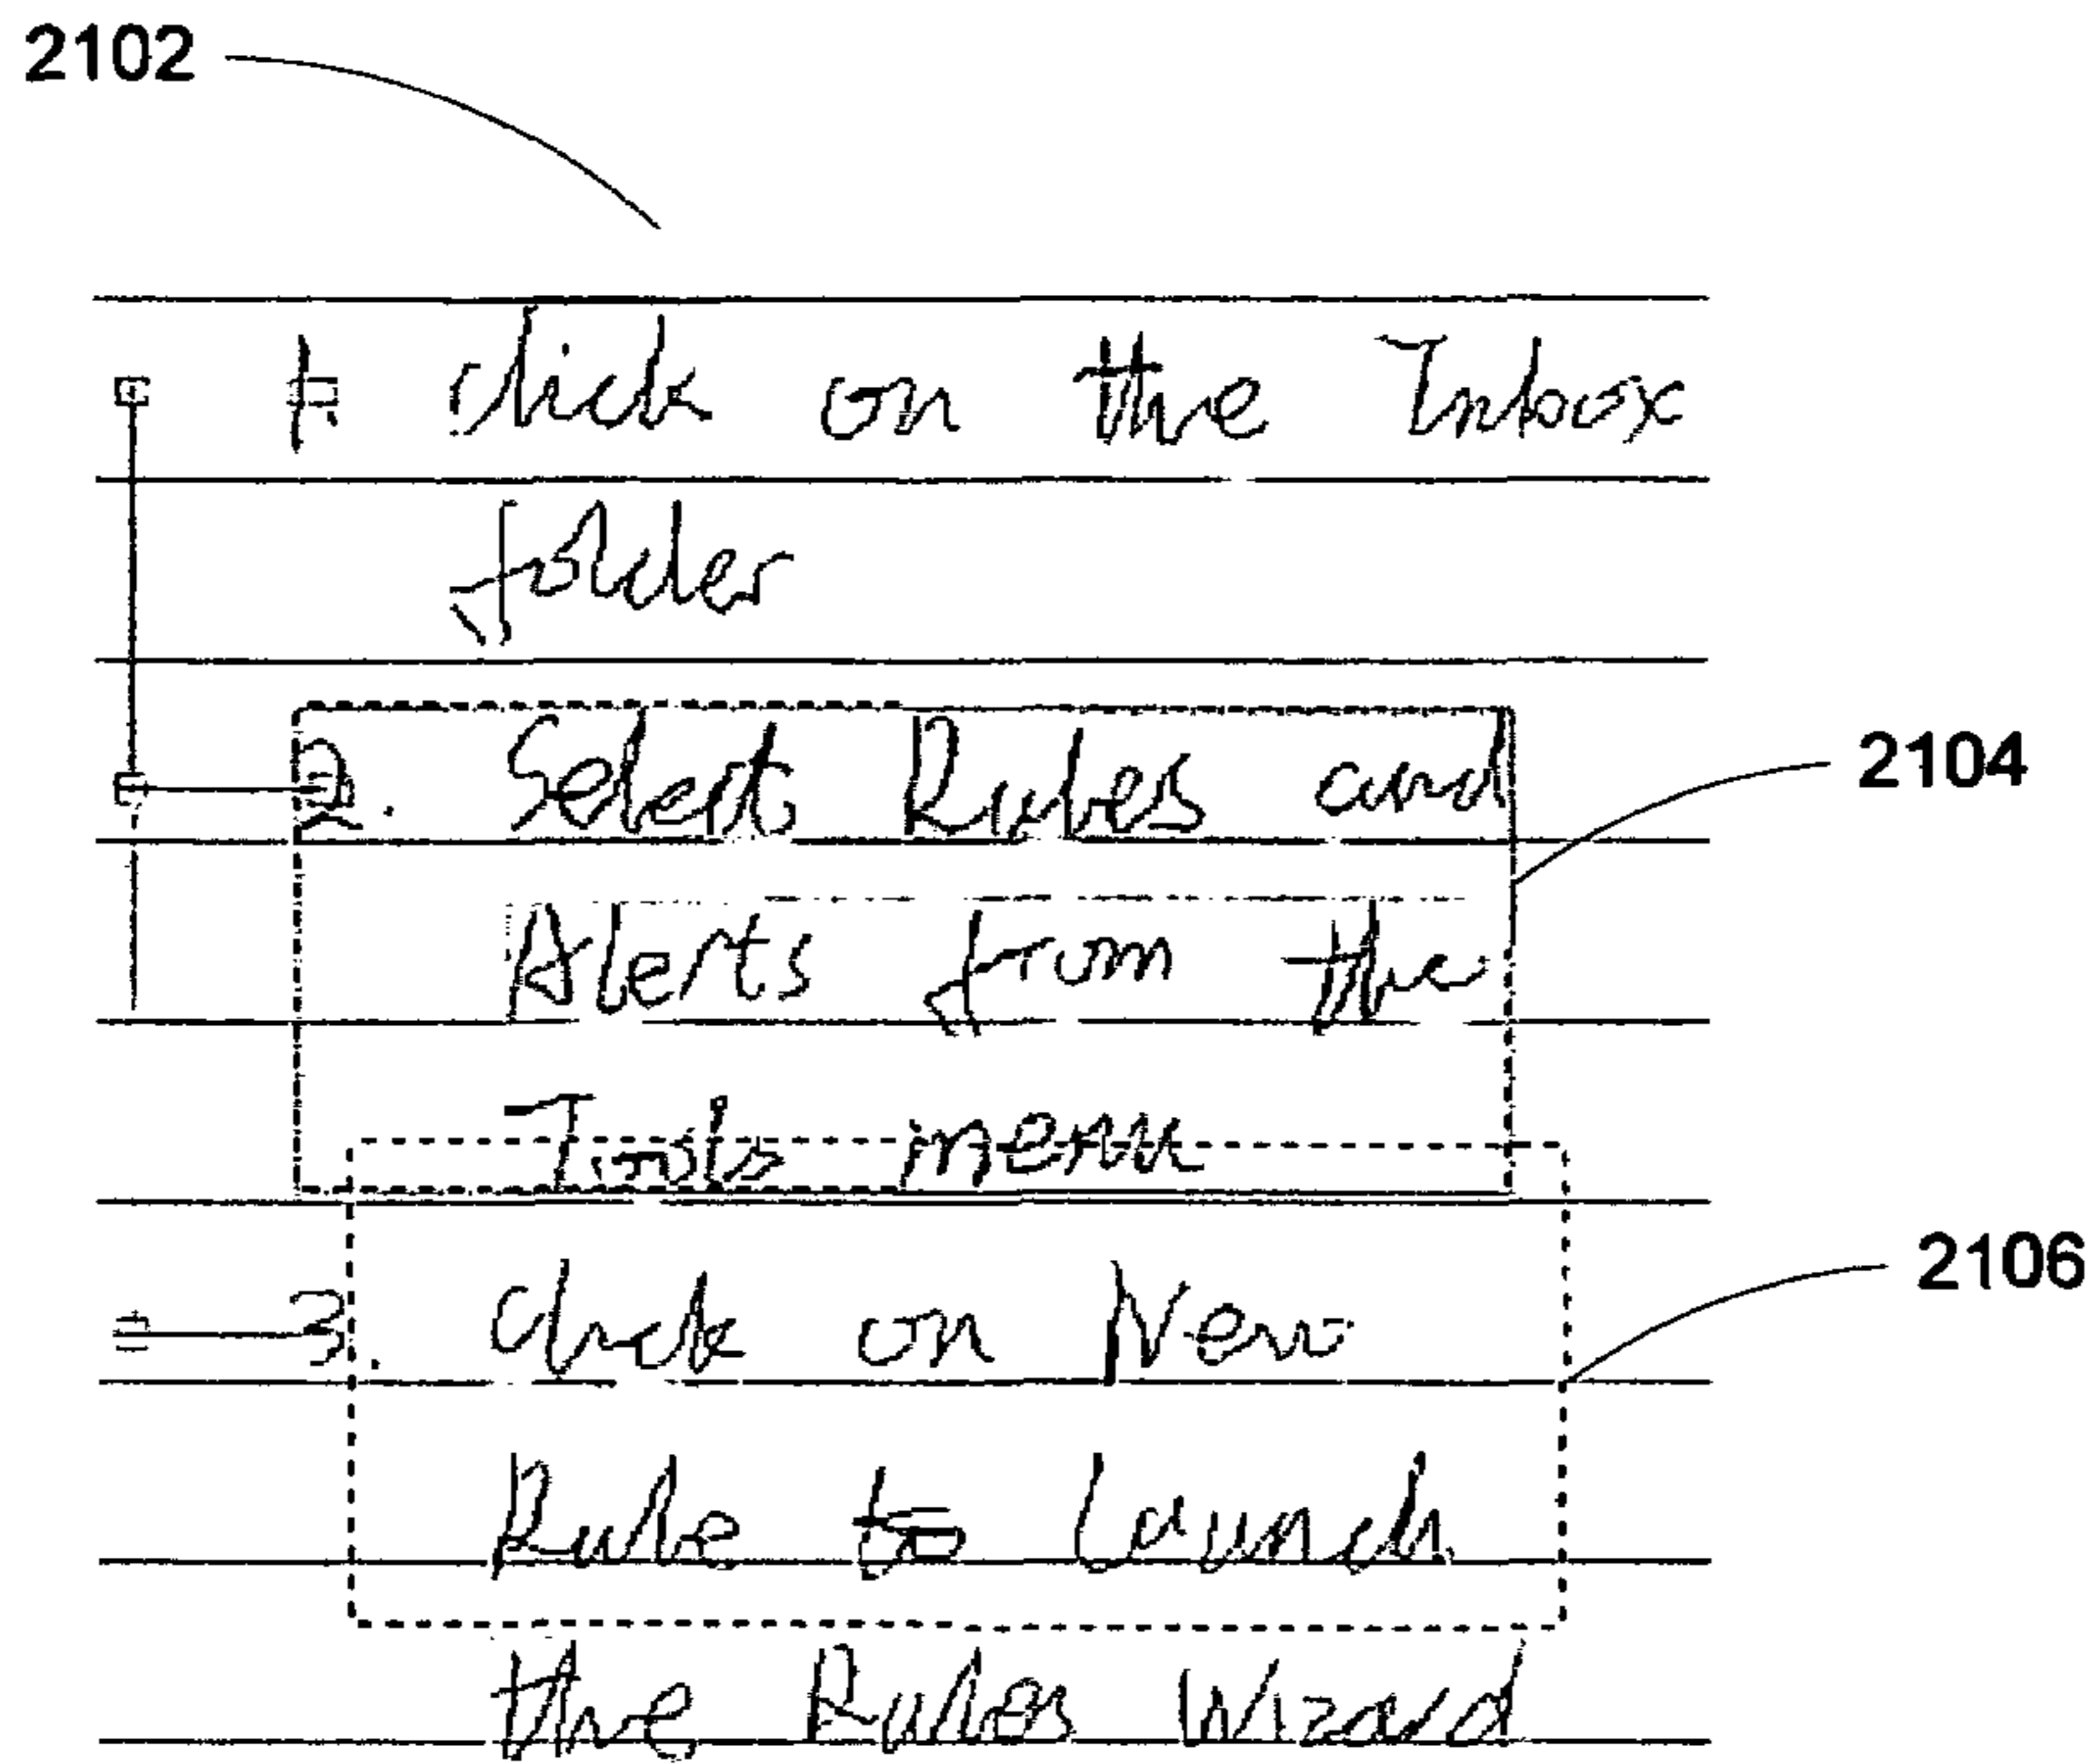 2102
1. click on the Inbox
folder
2. Select Rules and
2104
Alerts from the
Tools menu
2106
3. Click on New
Rule to launch
the Rules Wizard